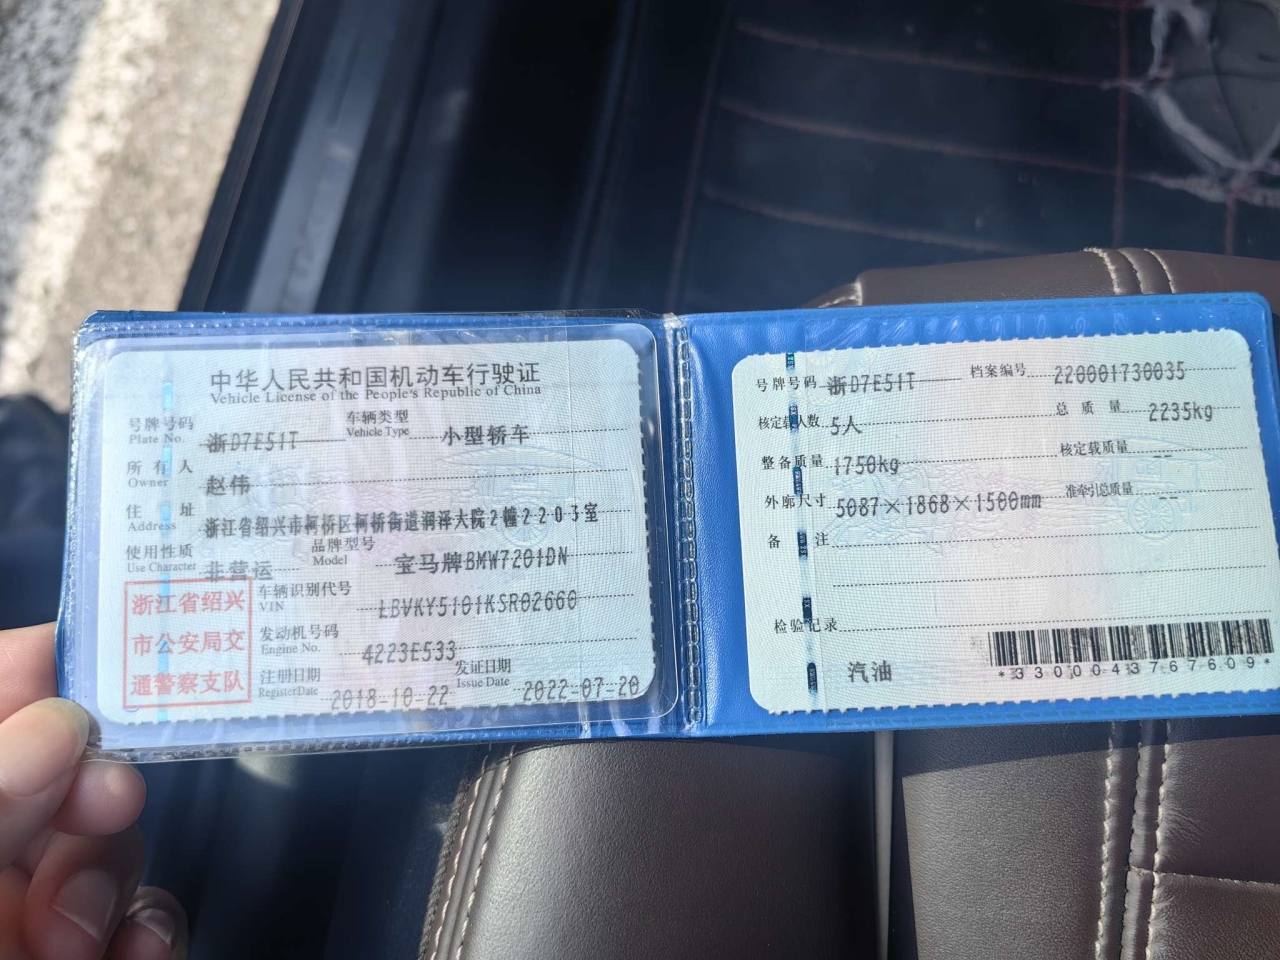 中华人民共和国机动车行驶证
Vehicle License of the People's Republic of China
号牌号码 浙D7E51T 车辆类型 小型轿车
Plate No. Vehicle Type
所有人 赵伟
Owner
住址 浙江省绍兴市柯桥区柯桥街道润泽大院2幢2203室
Address
使用性质 非营运 品牌型号 宝马牌BMW7201DN
Use Character Model
车辆识别代号 LBVKY5101KSR02660
VIN
发动机号码 4223E533
Engine No.
注册日期 2018-10-22 发证日期 2022-07-20
Register Date Issue Date
浙江省绍兴
市公安局交
通警察支队
号牌号码 浙D7E51T 档案编号 220001730035
核定载人数 5人 总质量 2235kg
整备质量 1750kg 核定载质量 --
外廓尺寸 5087×1868×1500mm 准牵引总质量 --
备注
检验记录
汽油
*3300043767609*